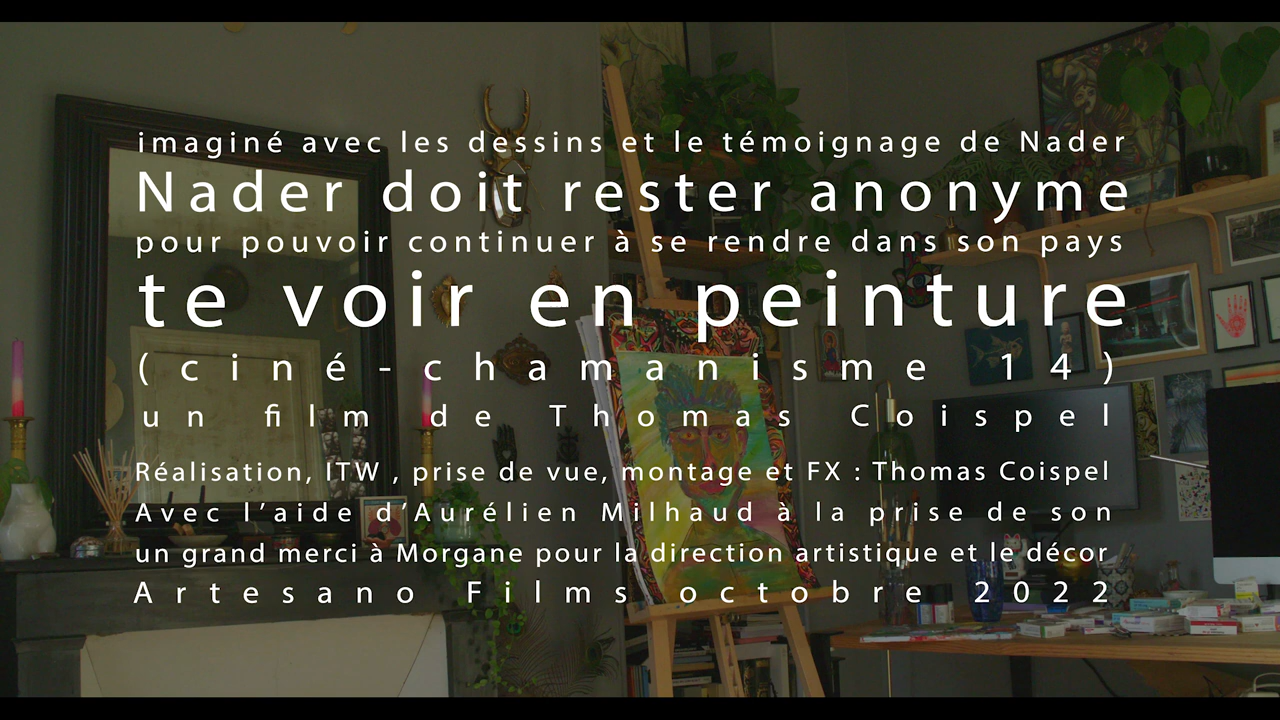 imaginé avec les dessins et le témoignage de Nader
Nader doit rester anonyme
pour pouvoir continuer à se rendre dans son pays
te voir en peinture
(ciné-chamanisme 14)
un film de Thomas Coispel
Réalisation, ITW , prise de vue, montage et FX : Thomas Coispel
Avec l’aide d’Aurélien Milhaud à la prise de son
un grand merci à Morgane pour la direction artistique et le décor
Artesano Films octobre 2022